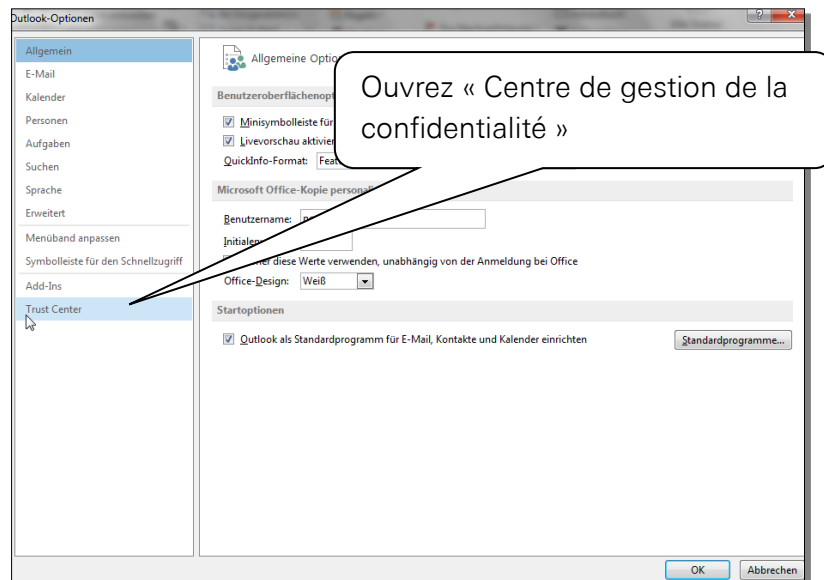 Outlook-Optionen
Allgemein
E-Mail
Kalender
Personen
Aufgaben
Suchen
Sprache
Erweitert
Menüband anpassen
Symbolleiste für den Schnellzugriff
Add-Ins
Trust Center
Allgemeine Optio
Benutzeroberflächenopt
Minisymbolleiste für
Livevorschau aktivier
QuickInfo-Format: Feat
Ouvrez « Centre de gestion de la
confidentialité »
Microsoft Office-Kopie personali
Benutzername:
Initialen
diese Werte verwenden, unabhängig von der Anmeldung bei Office
Office-Design: Weiß
Startoptionen
Outlook als Standardprogramm für E-Mail, Kontakte und Kalender einrichten
Standardprogramme...
OK Abbrechen